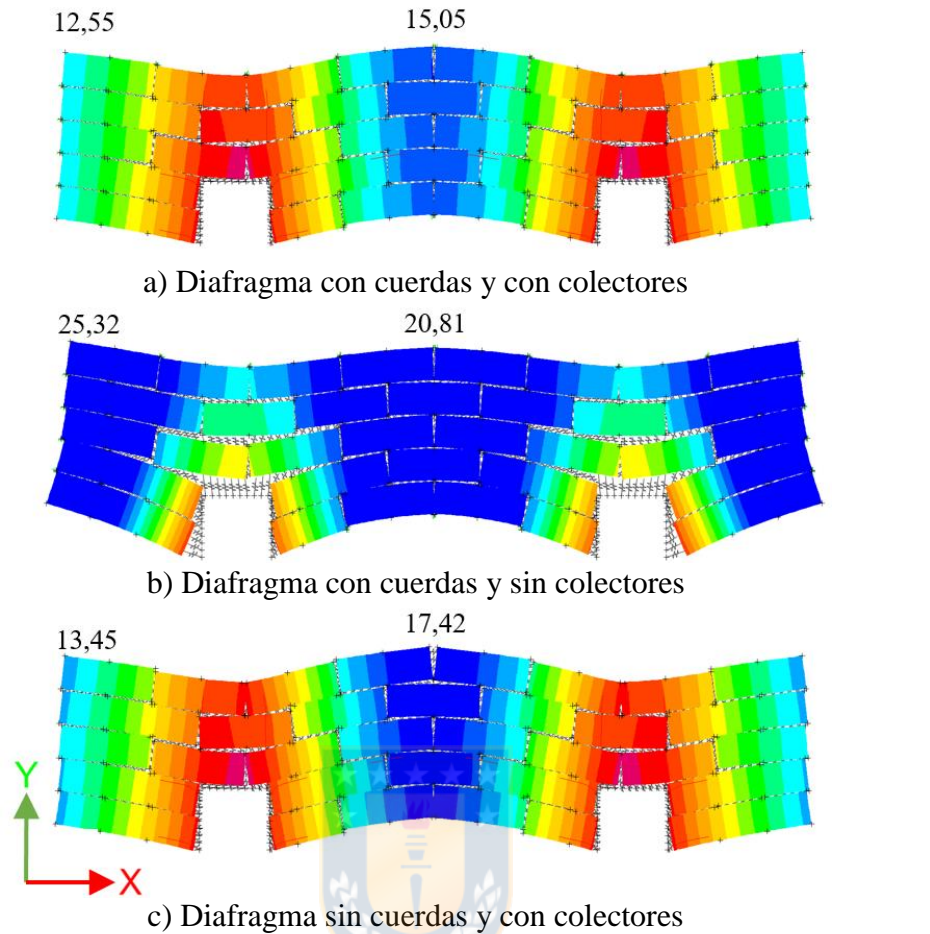 12,55
15,05
a) Diafragma con cuerdas y con colectores
25,32
20,81
b) Diafragma con cuerdas y sin colectores
13,45
17,42
Y
X
c) Diafragma sin cuerdas y con colectores